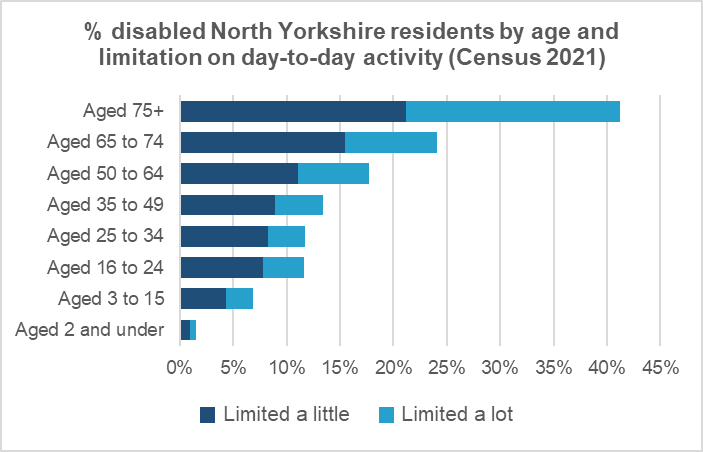 % disabled North Yorkshire residents by age and
limitation on day-to-day activity (Census 2021)
Aged 75+
Aged 65 to 74
Aged 50 to 64
Aged 35 to 49
Aged 25 to 34
Aged 16 to 24
Aged 3 to 15
Aged 2 and under
0% 5% 10% 15% 20% 25% 30% 35% 40% 45%
Limited a little Limited a lot